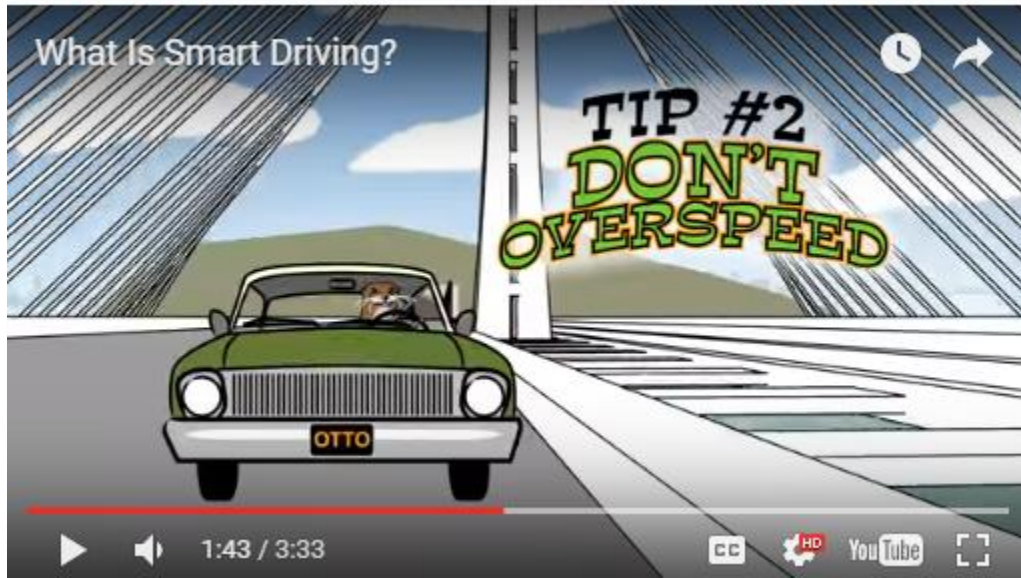 What Is Smart Driving?
TIP #2
DON'T
OVERSPEED
OTTO
1:43 / 3:33
CC
HD
YouTube